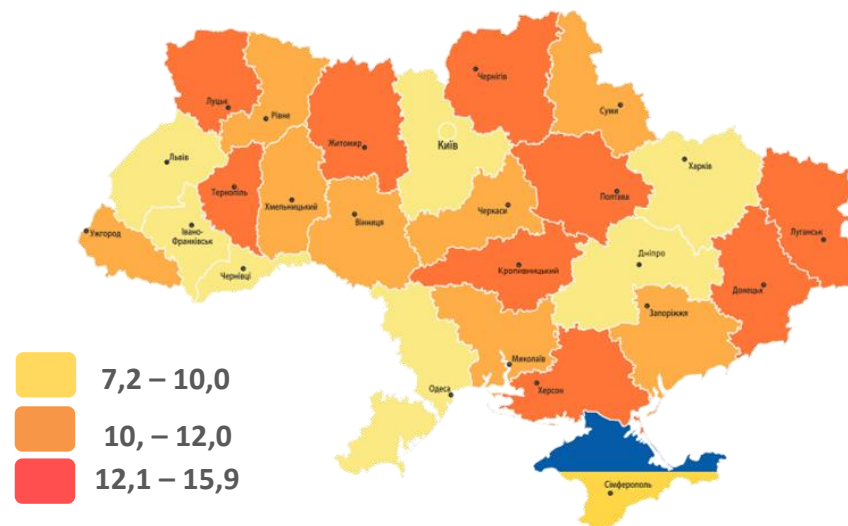 Чернігів
Луцьк
Рівне
Суми
Житомир
Київ
Львів
Харків
Тернопіль
Полтава
Хмельницький
Черкаси
Вінниця
Івано-
Франківськ
Ужгород
Луганськ
Чернівці
Дніпро
Кропивницький
Донецьк
Запоріжжя
Миколаїв
Одеса
Херсон
Сімферополь
7,2 – 10,0
10, – 12,0
12,1 – 15,9